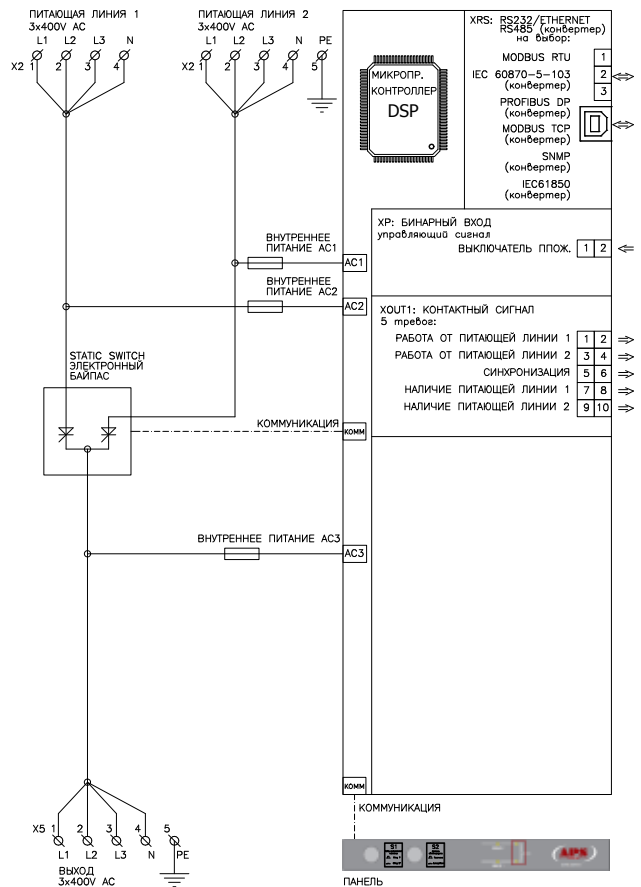 ПИТАЮЩАЯ ЛИНИЯ 1
3x400V AC
L1 L2 L3 N
X2 1 2 3 4
ПИТАЮЩАЯ ЛИНИЯ 2
3x400V AC
L1 L2 L3 N PE
X2 1 2 3 4 5
МИКРОПР.
КОНТРОЛЛЕР
DSP
XRS: RS232/ETHERNET
RS485 (конвертер)
на выбор:
MODBUS RTU
IEC 60870-5-103
(конвертер)
PROFIBUS DP
(конвертер)
MODBUS TCP
(конвертер)
SNMP
(конвертер)
IEC61850
(конвертер)
1
2
3
XP: БИНАРНЫЙ ВХОД
управляющий сигнал
ВЫКЛЮЧАТЕЛЬ ППОЖ. 1 2
ВНУТРЕННЕЕ
ПИТАНИЕ AC1
AC1
ВНУТРЕННЕЕ
ПИТАНИЕ AC2
AC2
XOUT1: КОНТАКТНЫЙ СИГНАЛ
5 тревог:
РАБОТА ОТ ПИТАЮЩЕЙ ЛИНИИ 1 1 2
РАБОТА ОТ ПИТАЮЩЕЙ ЛИНИИ 2 3 4
СИНХРОНИЗАЦИЯ 5 6
НАЛИЧИЕ ПИТАЮЩЕЙ ЛИНИИ 1 7 8
НАЛИЧИЕ ПИТАЮЩЕЙ ЛИНИИ 2 9 10
STATIC SWITCH
ЭЛЕКТРОННЫЙ
БАЙПАС
КОММУНИКАЦИЯ
КОММ
ВНУТРЕННЕЕ ПИТАНИЕ AC3
AC3
КОММ
КОММУНИКАЦИЯ
X5 1 2 3 4 5
L1 L2 L3 N PE
ВЫХОД
3x400V AC
S1
S2
APS
ПАНЕЛЬ